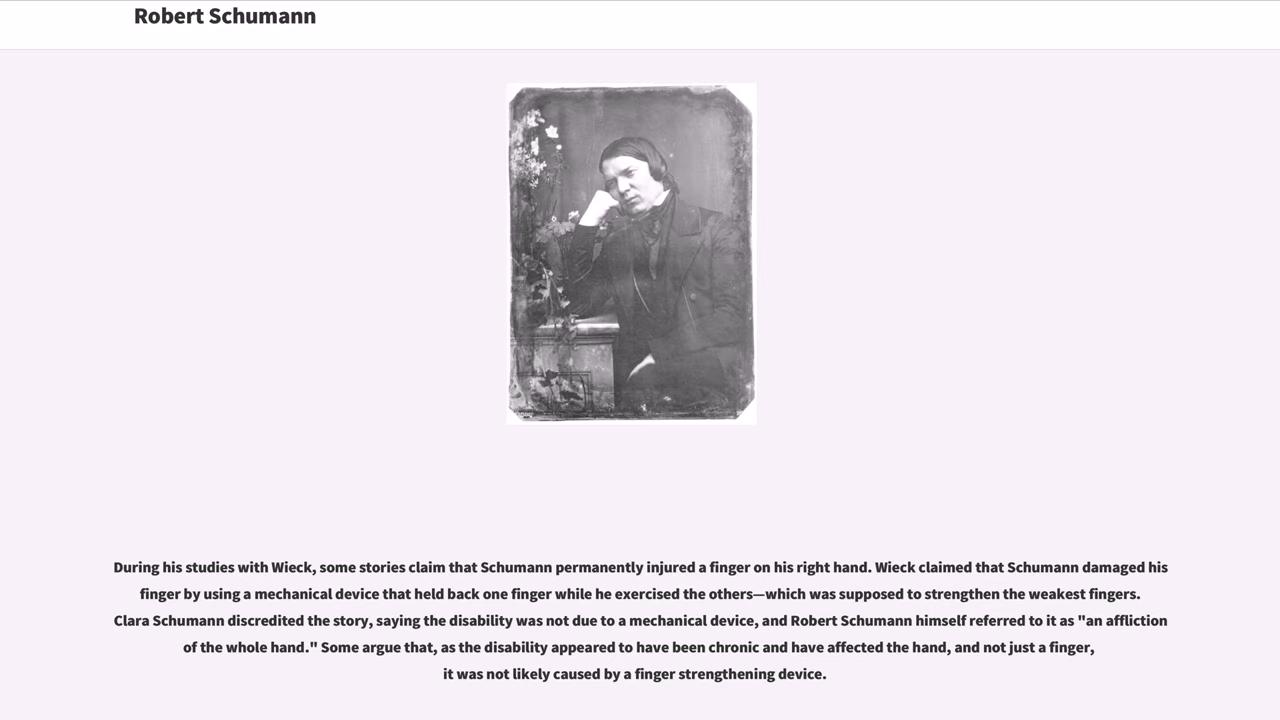 Robert Schumann
During his studies with Wieck, some stories claim that Schumann permanently injured a finger on his right hand. Wieck claimed that Schumann damaged his
finger by using a mechanical device that held back one finger while he exercised the others—which was supposed to strengthen the weakest fingers.
Clara Schumann discredited the story, saying the disability was not due to a mechanical device, and Robert Schumann himself referred to it as "an affliction
of the whole hand." Some argue that, as the disability appeared to have been chronic and have affected the hand, and not just a finger,
it was not likely caused by a finger strengthening device.